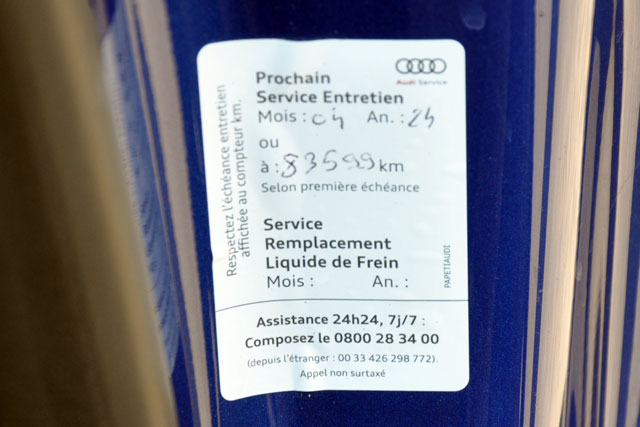 Audi Service
Prochain
Service Entretien
Mois : 04 An. : 24
ou
à : 83599 km
Selon première échéance
Respectez l'échéance entretien
affichée au compteur km.
Service
Remplacement
Liquide de Frein
Mois : An. :
PAPETIAUDI
Assistance 24h24, 7j/7 :
Composez le 0800 28 34 00
(depuis l'étranger : 00 33 426 298 772).
Appel non surtaxé